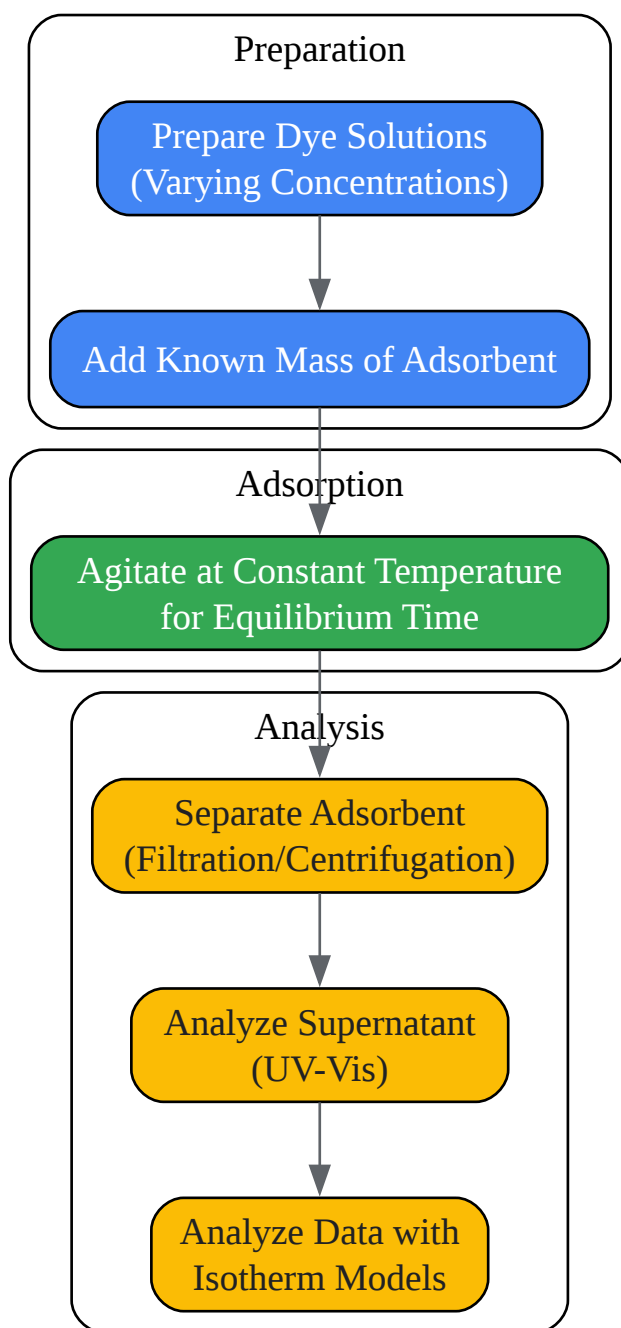 Preparation
Prepare Dye Solutions
(Varying Concentrations)
Add Known Mass of Adsorbent
Adsorption
Agitate at Constant Temperature
for Equilibrium Time
Analysis
Separate Adsorbent
(Filtration/Centrifugation)
Analyze Supernatant
(UV-Vis)
Analyze Data with
Isotherm Models